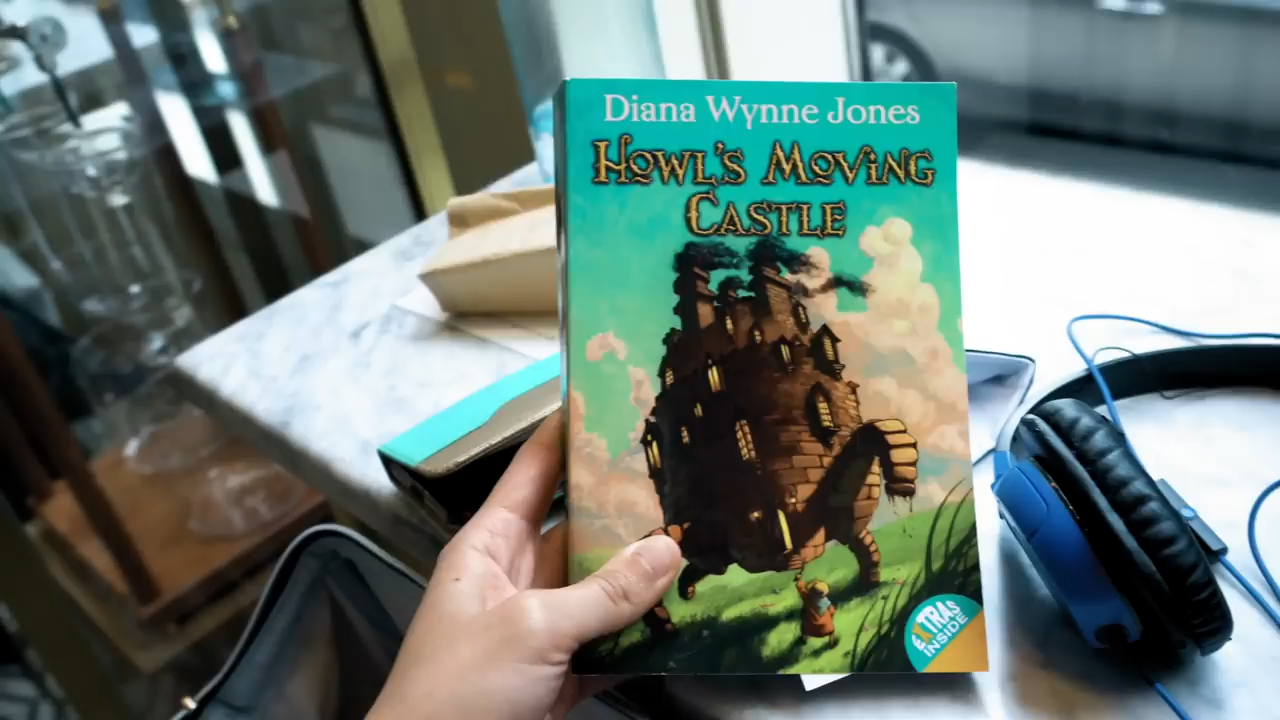 Diana Wynne Jones
Howl's Moving
Castle
EXTRAS
INSIDE